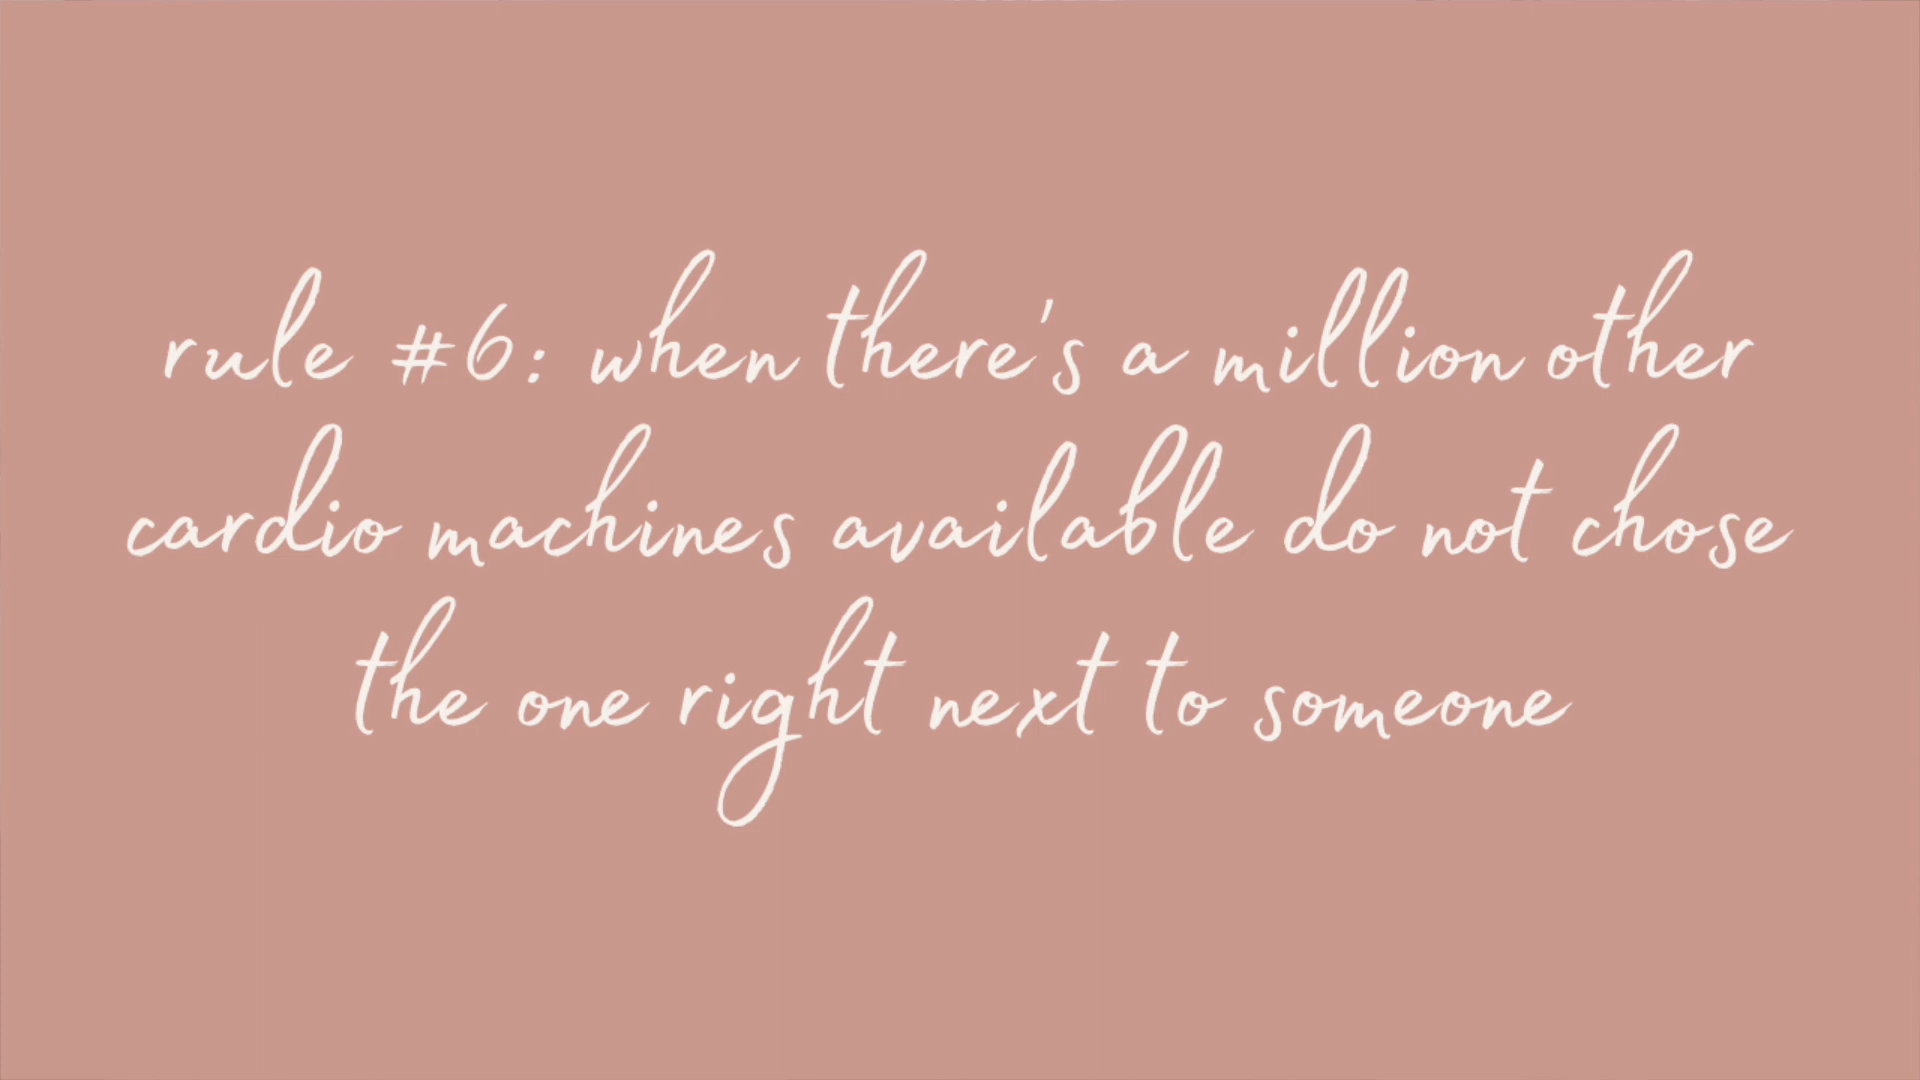 rule #6: when there's a million other
cardio machines available do not chose
the one right next to someone